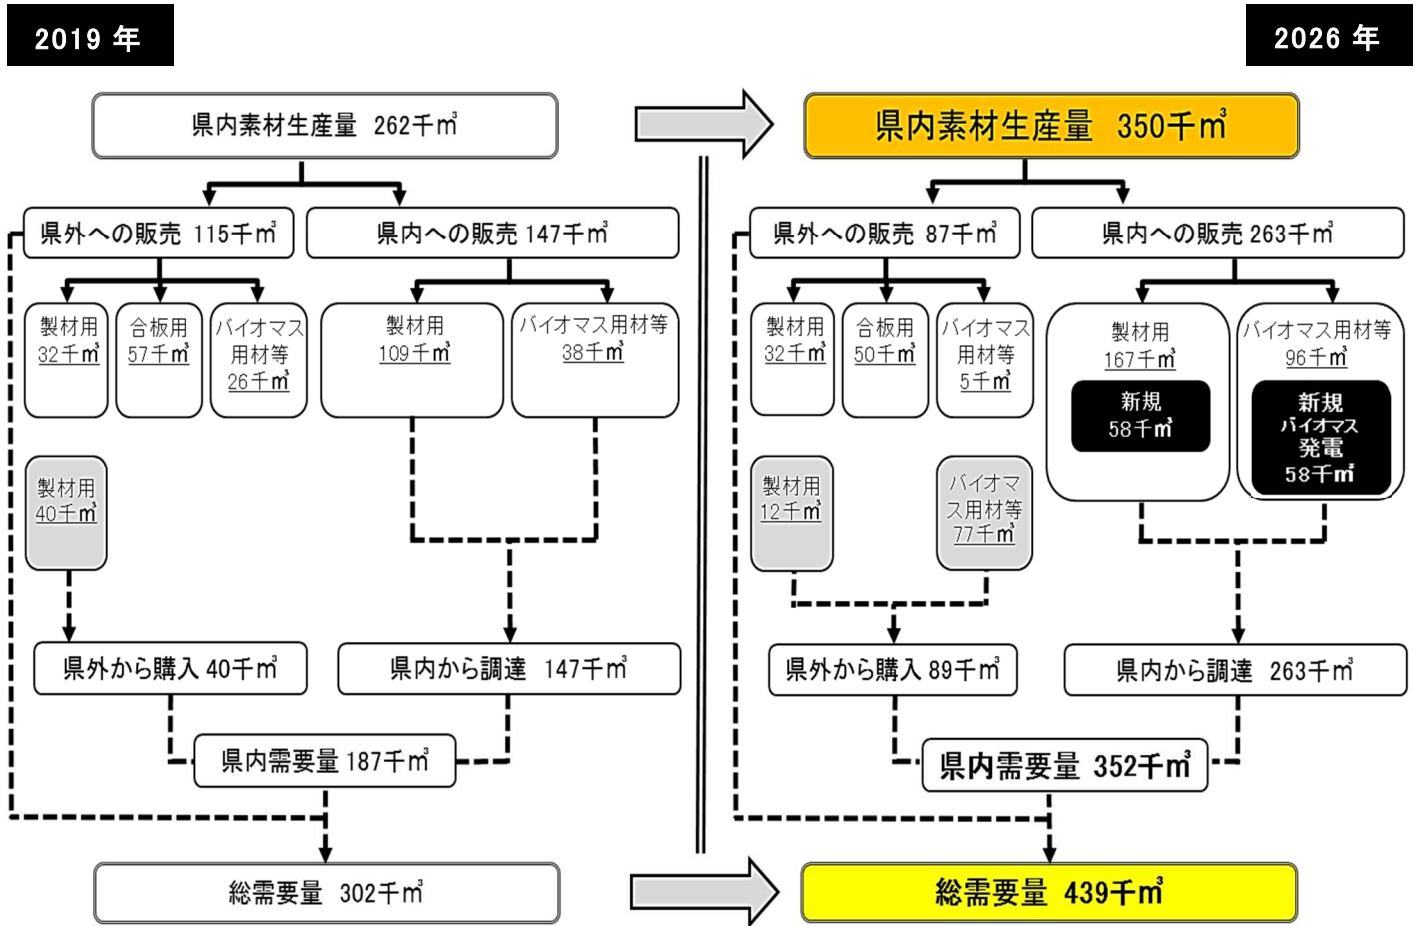 2019 年
2026 年
県内素材生産量 262千㎥
県外への販売 115千㎥
県内への販売 147千㎥
製材用
32千㎥
合板用
57千㎥
バイオマス
用材等
26千㎥
製材用
109千㎥
バイオマス用材等
38千㎥
製材用
40千㎥
県外から購入 40千㎥
県内から調達 147千㎥
県内需要量 187千㎥
総需要量 302千㎥
県内素材生産量 350千㎥
県外への販売 87千㎥
県内への販売 263千㎥
製材用
32千㎥
合板用
50千㎥
バイオマス
用材等
5千㎥
製材用
167千㎥
新規
58千㎥
バイオマス用材等
96千㎥
新規
バイオマス
発電
58千㎥
製材用
12千㎥
バイオマ
ス用材等
77千㎥
県外から購入 89千㎥
県内から調達 263千㎥
県内需要量 352千㎥
総需要量 439千㎥